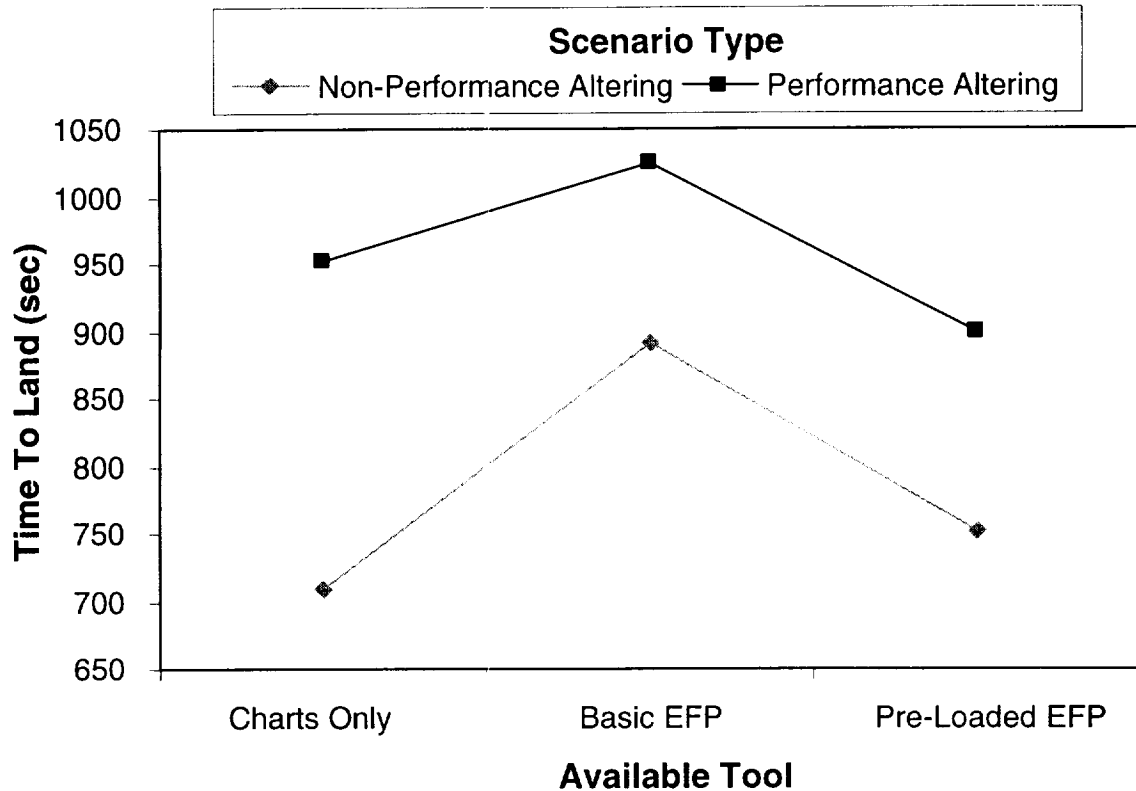 Scenario Type
Non-Performance Altering Performance Altering
1050
1000
950
900
850
800
750
700
650
Time To Land (sec)
Charts Only Basic EFP Pre-Loaded EFP
Available Tool